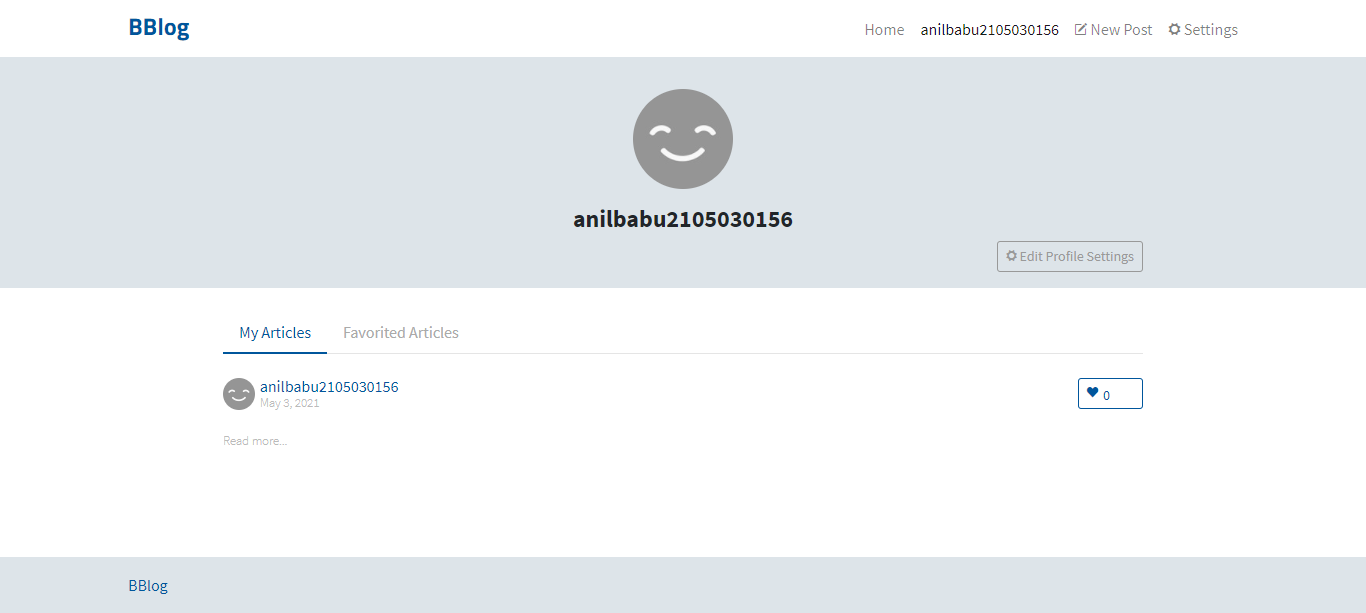 BBlog
Home anilbabu2105030156 New Post Settings
anilbabu2105030156
Edit Profile Settings
My Articles Favorited Articles
anilbabu2105030156
May 3, 2021
0
Read more...
BBlog